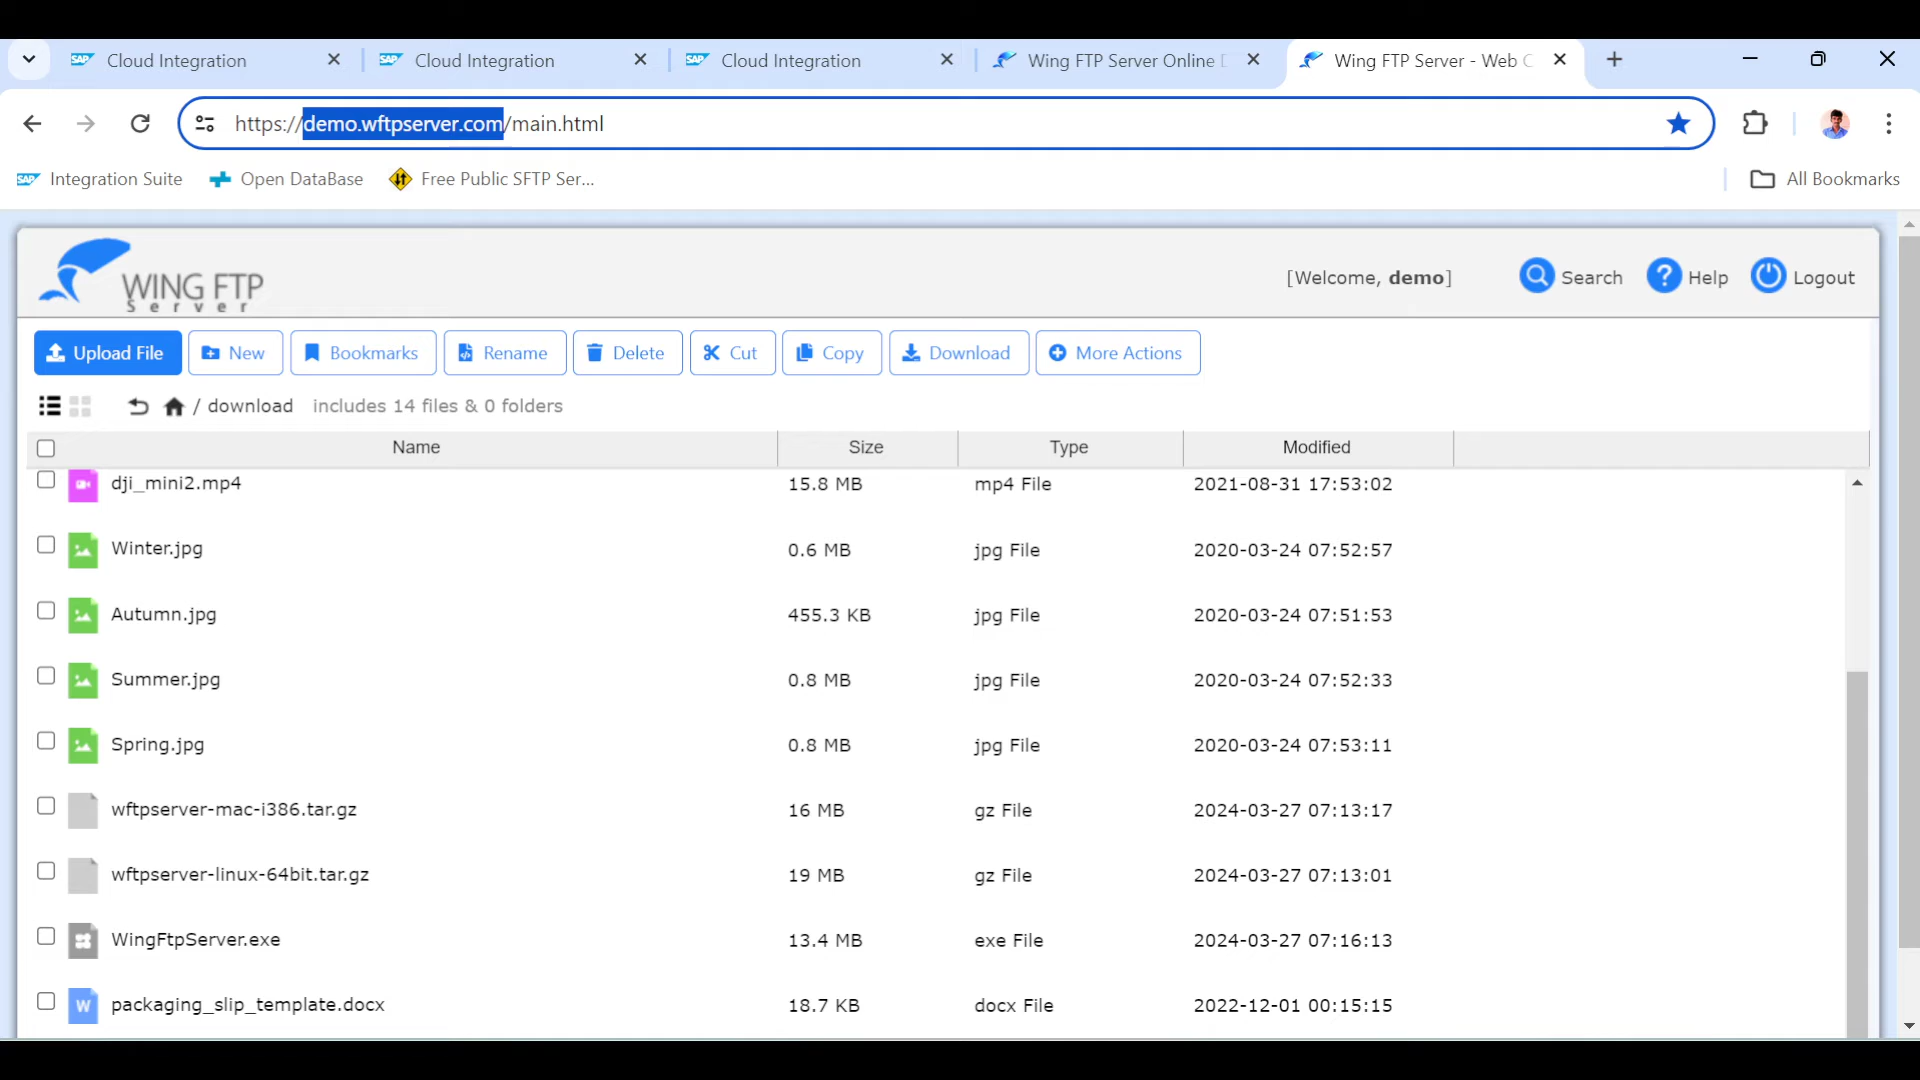 SAP Cloud Integration SAP Cloud Integration SAP Cloud Integration Wing FTP Server Online D Wing FTP Server - Web C
https://demo.wftpserver.com/main.html
SAP Integration Suite Open DataBase Free Public SFTP Ser... All Bookmarks
WING FTP
Server
[Welcome, demo] Search Help Logout
Upload File New Bookmarks Rename Delete Cut Copy Download More Actions
/ download includes 14 files & 0 folders
Name Size Type Modified
dji_mini2.mp4 15.8 MB mp4 File 2021-08-31 17:53:02
Winter.jpg 0.6 MB jpg File 2020-03-24 07:52:57
Autumn.jpg 455.3 KB jpg File 2020-03-24 07:51:53
Summer.jpg 0.8 MB jpg File 2020-03-24 07:52:33
Spring.jpg 0.8 MB jpg File 2020-03-24 07:53:11
wftpserver-mac-i386.tar.gz 16 MB gz File 2024-03-27 07:13:17
wftpserver-linux-64bit.tar.gz 19 MB gz File 2024-03-27 07:13:01
WingFtpServer.exe 13.4 MB exe File 2024-03-27 07:16:13
W packaging_slip_template.docx 18.7 KB docx File 2022-12-01 00:15:15